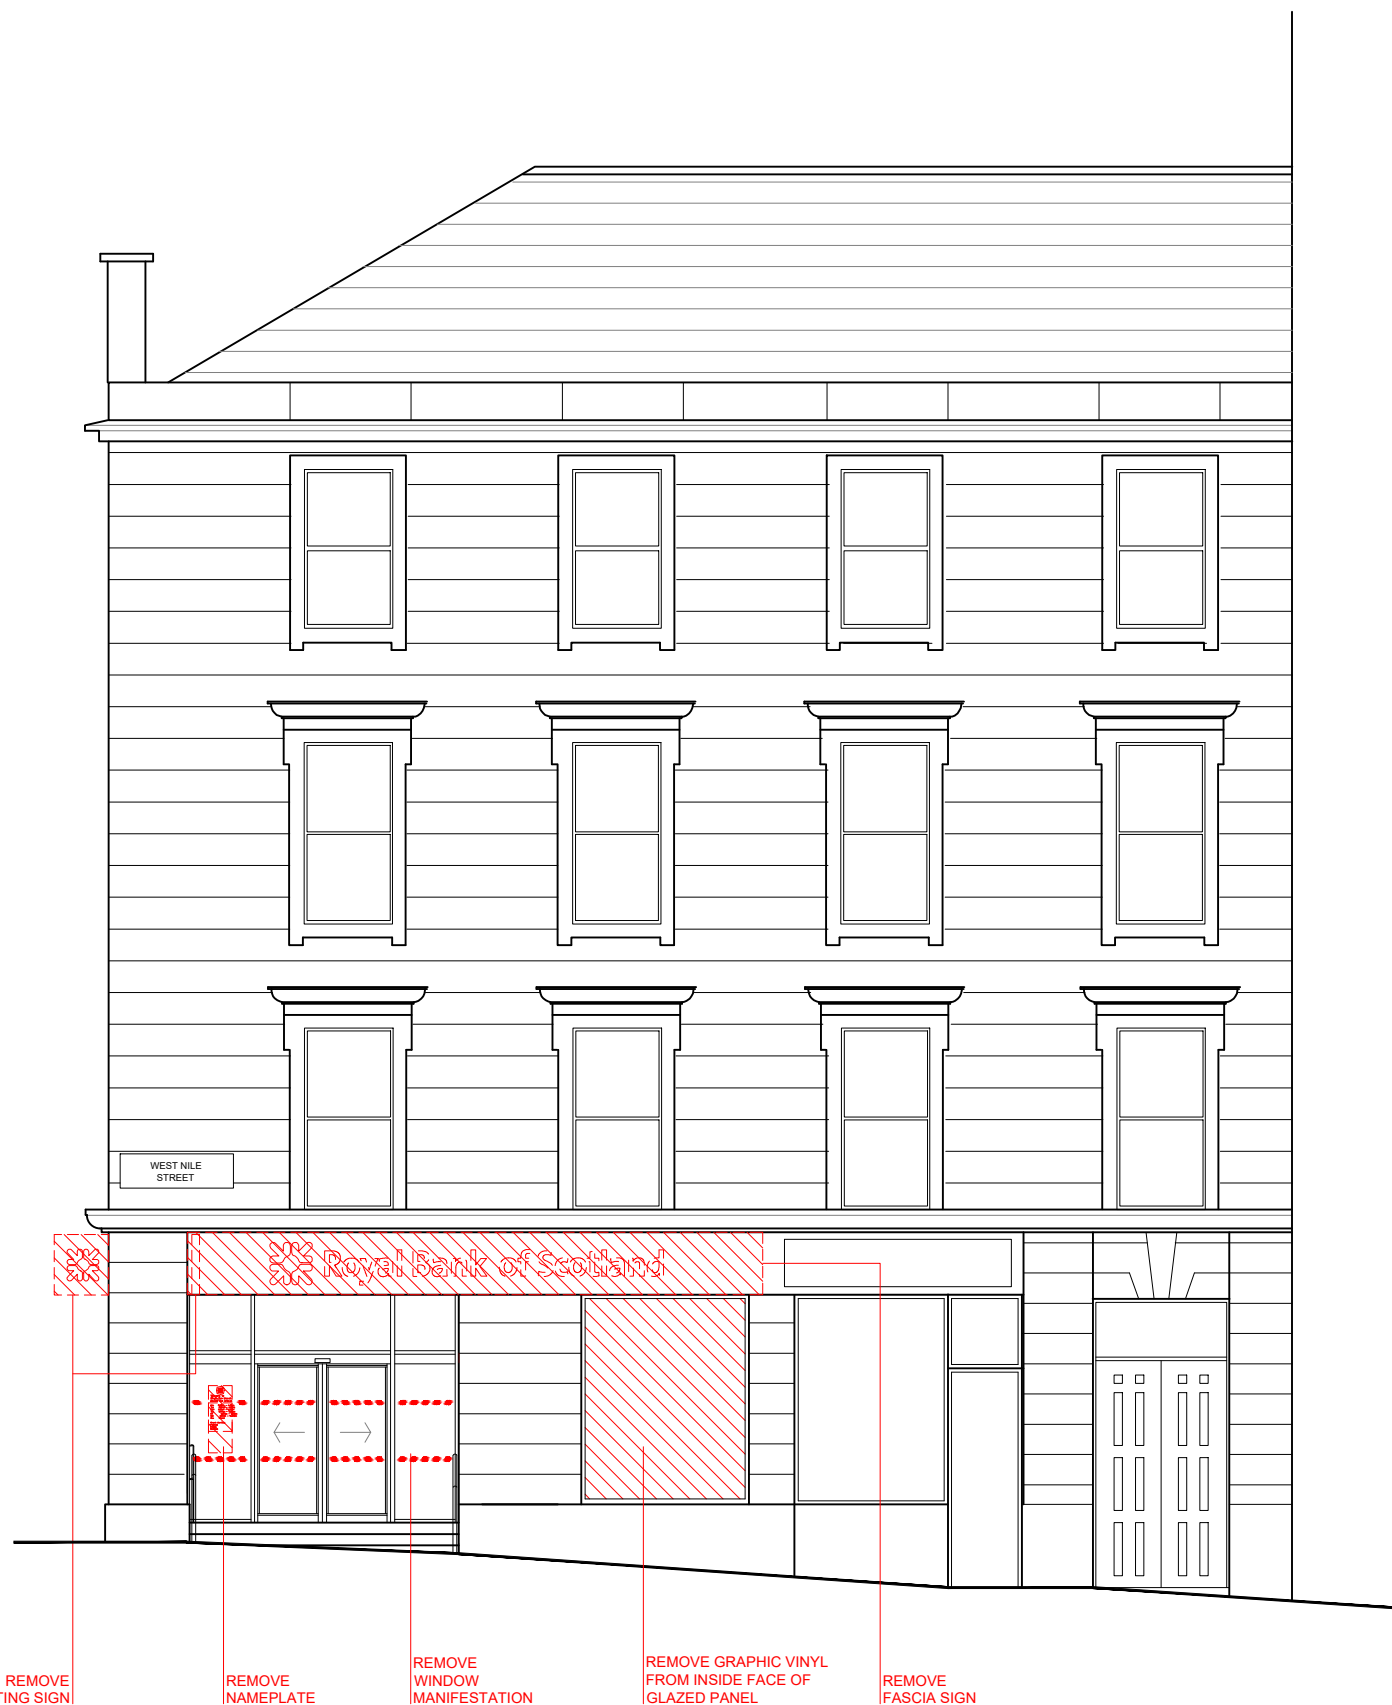 WEST NILE
STREET
Royal Bank of Scotland
REMOVE
TING SIGN
REMOVE
NAMEPLATE
REMOVE
WINDOW
MANIFESTATION
REMOVE GRAPHIC VINYL
FROM INSIDE FACE OF
GLAZED PANEL
REMOVE
FASCIA SIGN